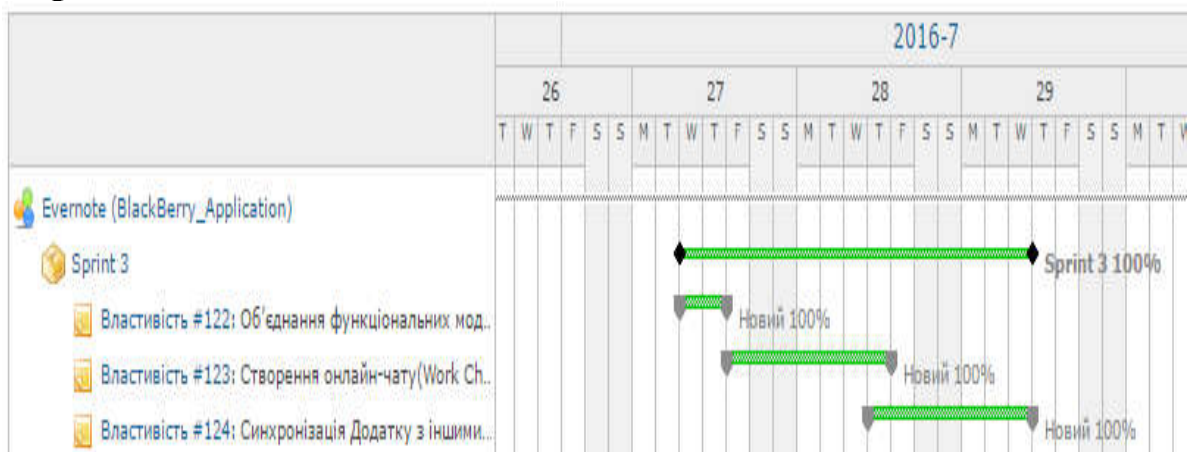 2016-7
26 27 28 29
T W T F S S M T W T F S S M T W T F S S M T W T F S S M T W
Evernote (BlackBerry_Application)
Sprint 3
Sprint 3 100%
Властивість #122: Об'єднання функціональних мод..
Новий 100%
Властивість #123: Створення онлайн-чату(Work Ch..
Новий 100%
Властивість #124: Синхронізація Додатку з іншими...
Новий 100%